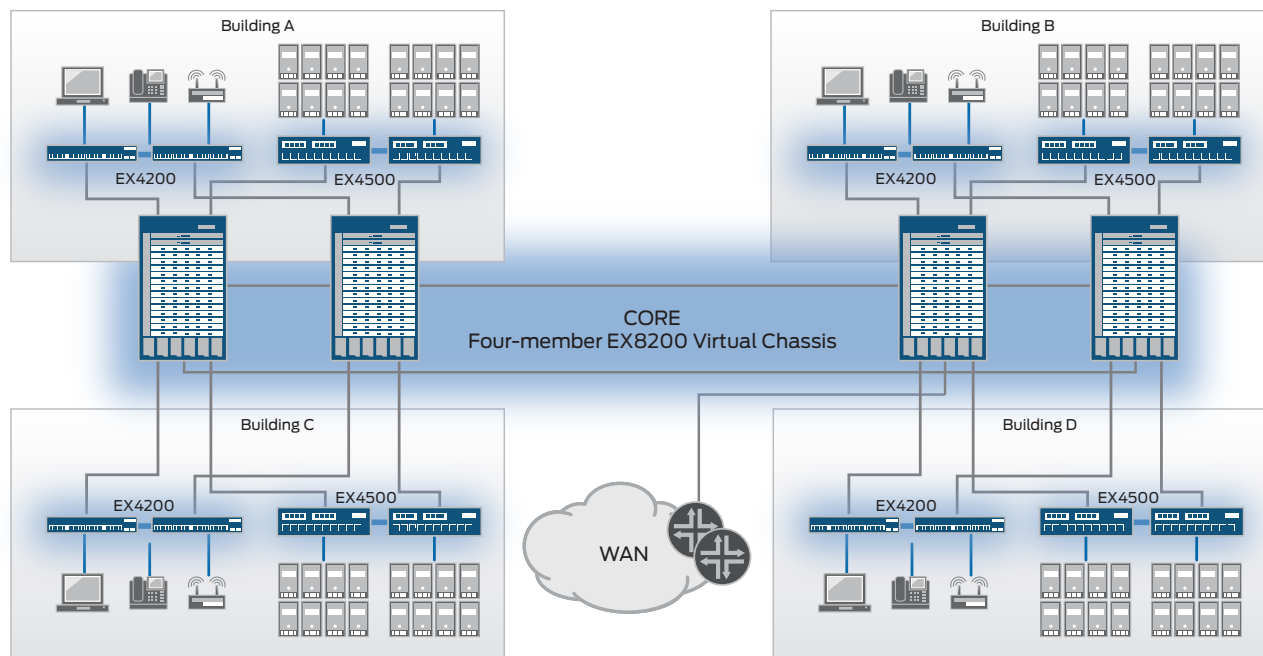 Building A
Building B
EX4200
EX4500
EX4200
EX4500
CORE
Four-member EX8200 Virtual Chassis
Building C
Building D
EX4200
EX4500
WAN
EX4200
EX4500